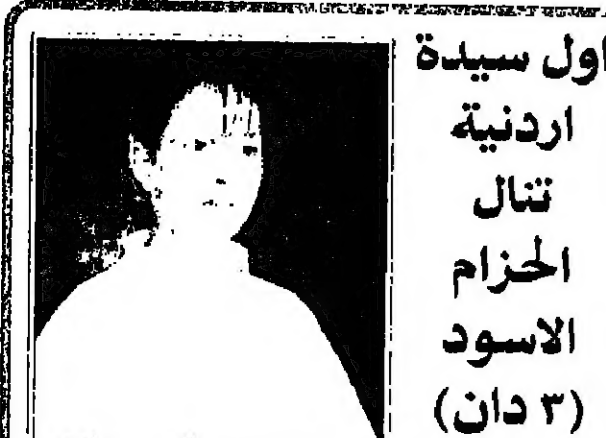 اول سيدة
اردنية
تنال
الحزام
الاسود
(٣ دان)